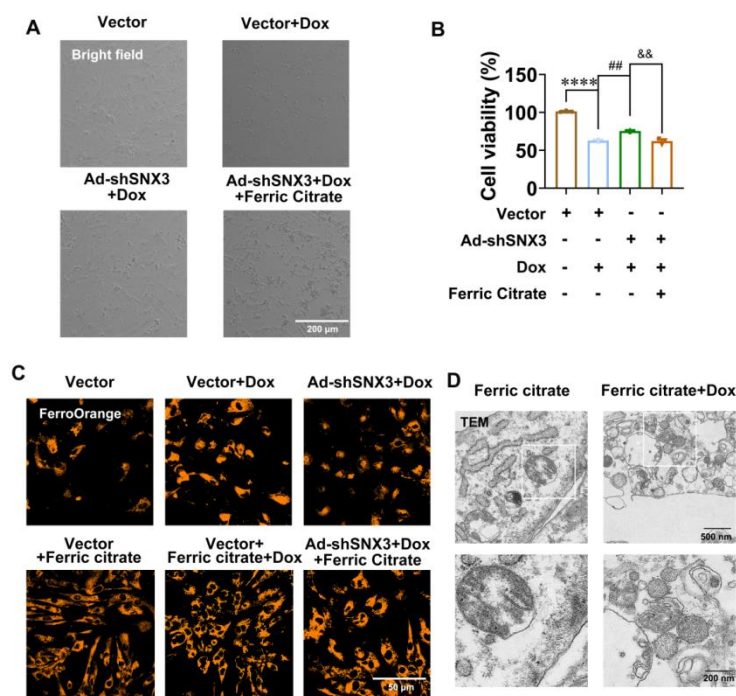 A
Vector
Vector+Dox
Bright field
Ad-shSNX3
+Dox
Ad-shSNX3+Dox
+Ferric Citrate
200 μm
B
Cell viability (%)
150
100
50
0
****
##
&&
Vector + + - -
Ad-shSNX3 - - + +
Dox - + + +
Ferric Citrate - - - +
C
Vector
Vector+Dox
Ad-shSNX3+Dox
FerroOrange
Vector
+Ferric citrate
Vector+
Ferric citrate+Dox
Ad-shSNX3+Dox
+Ferric Citrate
50 μm
D
Ferric citrate
Ferric citrate+Dox
TEM
500 nm
200 nm